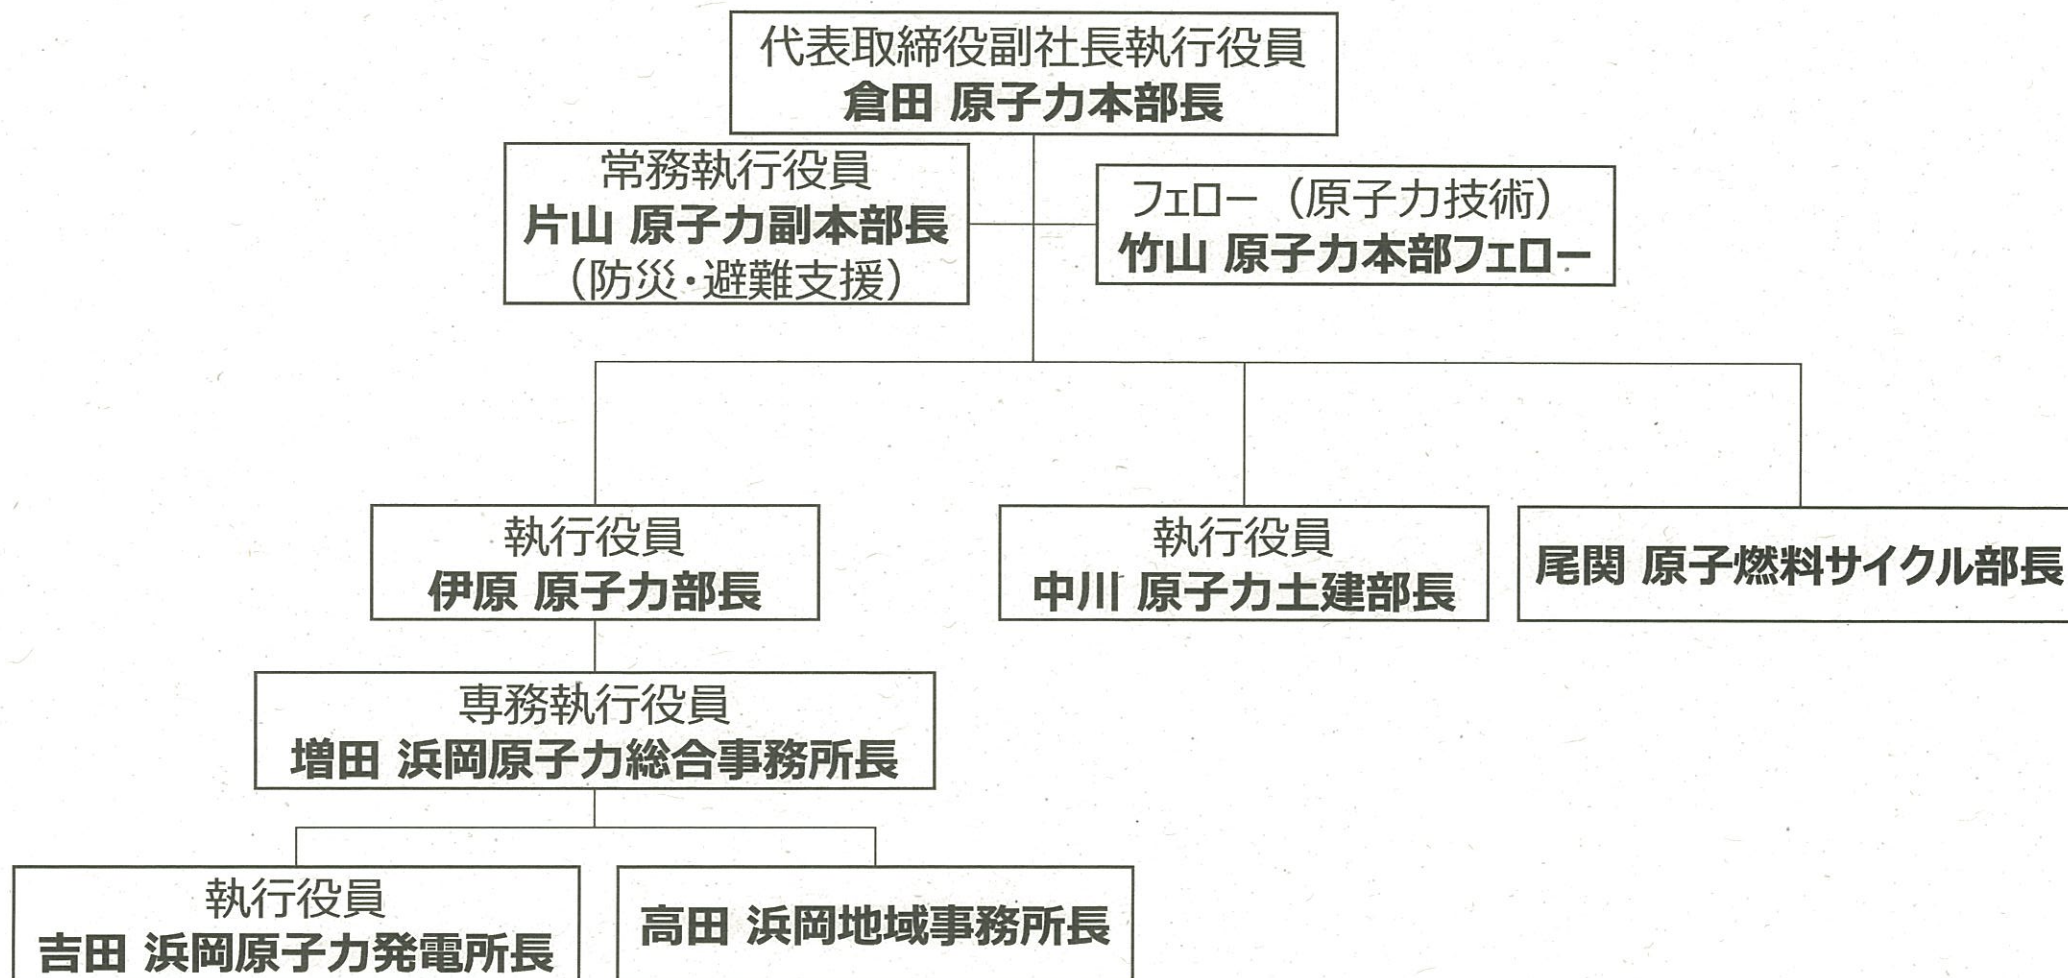 代表取締役副社長執行役員
倉田 原子力本部長
常務執行役員
片山 原子力副本部長
（防災・避難支援）
フェロー（原子力技術）
竹山 原子力本部フェロー
執行役員
伊原 原子力部長
執行役員
中川 原子力土建部長
尾関 原子燃料サイクル部長
専務執行役員
増田 浜岡原子力総合事務所長
執行役員
吉田 浜岡原子力発電所長
高田 浜岡地域事務所長